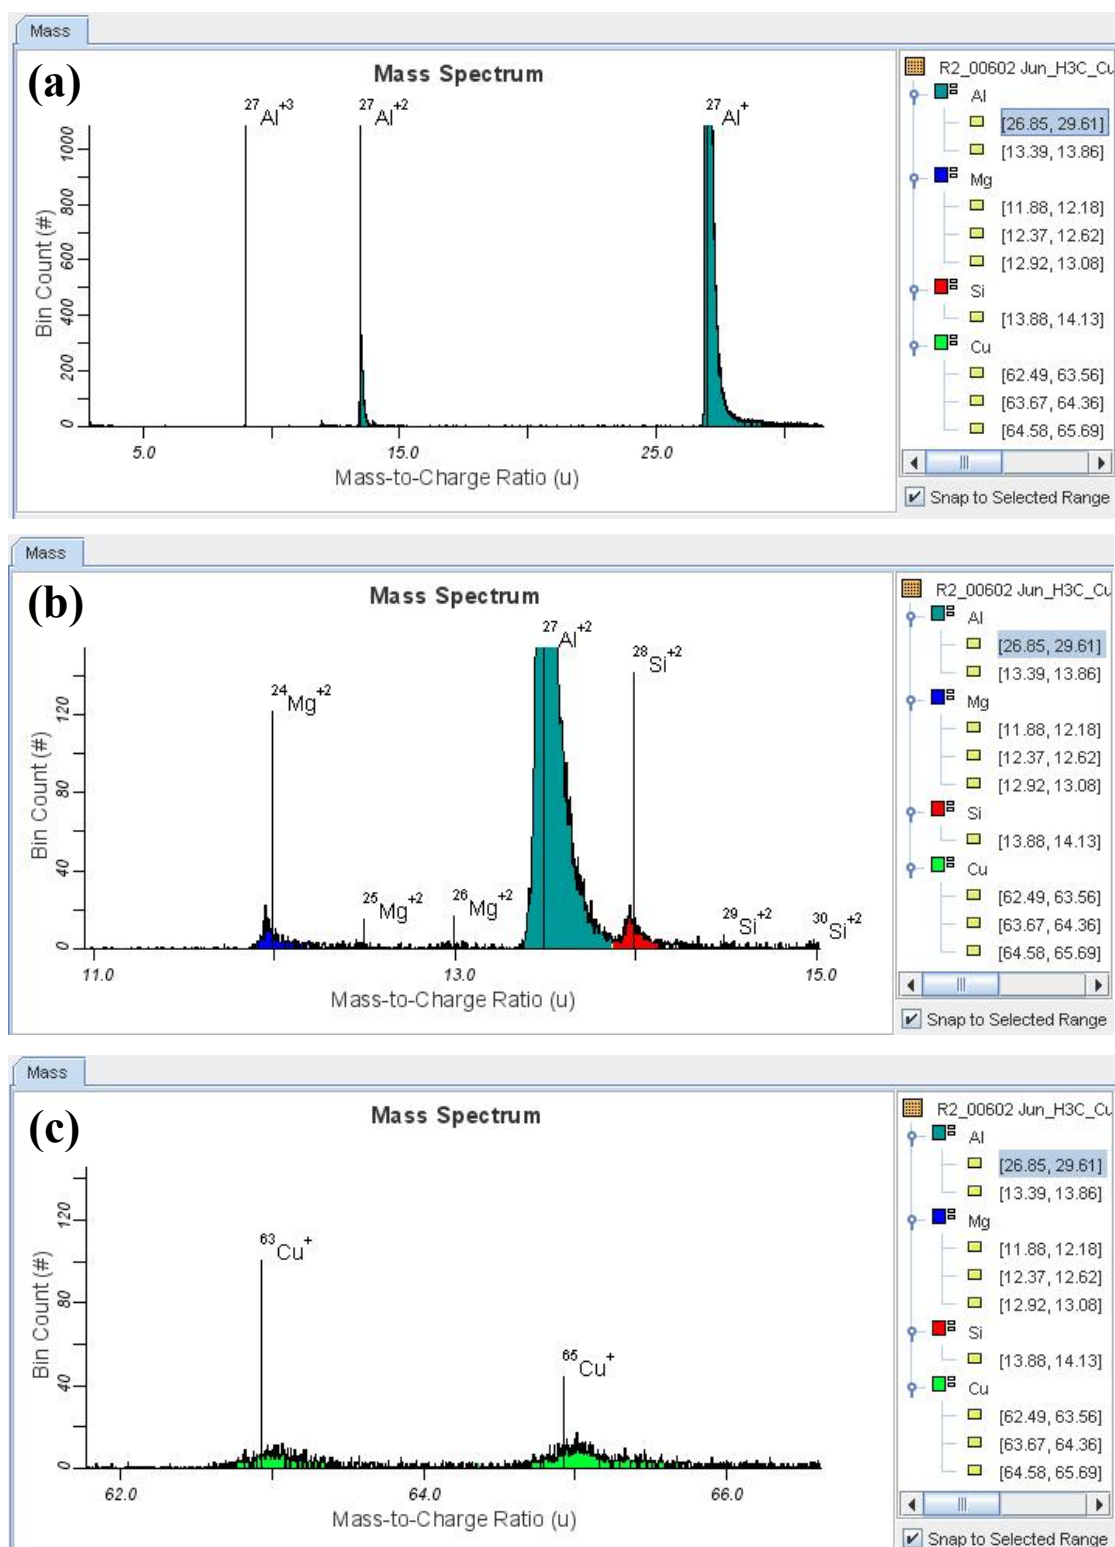 Mass
(a)
Mass Spectrum
27Al+3
27Al+2
27Al+
1000
800
600
400
200
0
Bin Count (#)
5.0
15.0
25.0
Mass-to-Charge Ratio (u)
R2_00602 Jun_H3C_Cu
Al
[26.85, 29.61]
[13.39, 13.86]
Mg
[11.88, 12.18]
[12.37, 12.62]
[12.92, 13.08]
Si
[13.88, 14.13]
Cu
[62.49, 63.56]
[63.67, 64.36]
[64.58, 65.69]
Snap to Selected Range
Mass
(b)
Mass Spectrum
27Al+2
28Si+2
24Mg+2
25Mg+2
26Mg+2
29Si+2
30Si+2
120
80
40
0
Bin Count (#)
11.0
13.0
15.0
Mass-to-Charge Ratio (u)
R2_00602 Jun_H3C_Cu
Al
[26.85, 29.61]
[13.39, 13.86]
Mg
[11.88, 12.18]
[12.37, 12.62]
[12.92, 13.08]
Si
[13.88, 14.13]
Cu
[62.49, 63.56]
[63.67, 64.36]
[64.58, 65.69]
Snap to Selected Range
Mass
(c)
Mass Spectrum
63Cu+
65Cu+
120
80
40
0
Bin Count (#)
62.0
64.0
66.0
Mass-to-Charge Ratio (u)
R2_00602 Jun_H3C_Cu
Al
[26.85, 29.61]
[13.39, 13.86]
Mg
[11.88, 12.18]
[12.37, 12.62]
[12.92, 13.08]
Si
[13.88, 14.13]
Cu
[62.49, 63.56]
[63.67, 64.36]
[64.58, 65.69]
Snap to Selected Range